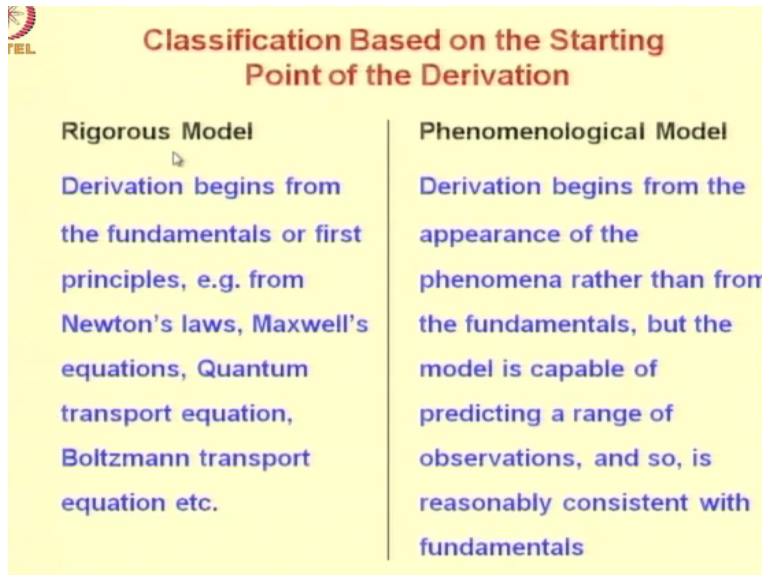 TEL
Classification Based on the Starting
Point of the Derivation
Rigorous Model
Derivation begins from
the fundamentals or first
principles, e.g. from
Newton's laws, Maxwell's
equations, Quantum
transport equation,
Boltzmann transport
equation etc.
Phenomenological Model
Derivation begins from the
appearance of the
phenomena rather than from
the fundamentals, but the
model is capable of
predicting a range of
observations, and so, is
reasonably consistent with
fundamentals